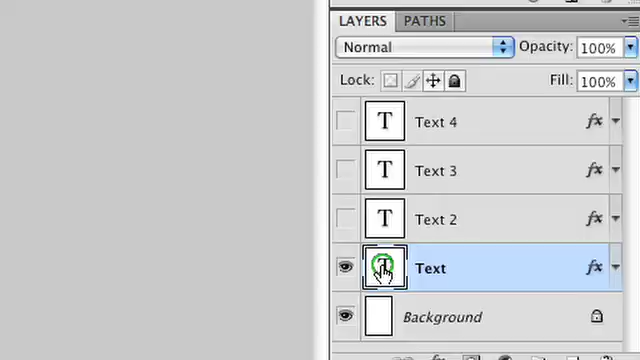 LAYERS PATHS
Normal Opacity: 100%
Lock: Fill: 100%
T Text 4 fx
T Text 3 fx
T Text 2 fx
T Text fx
Background